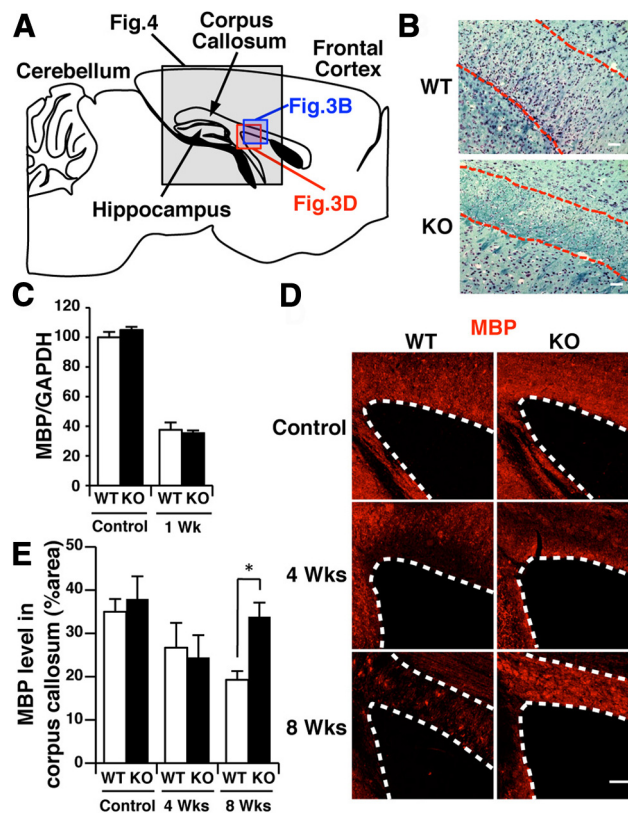 A
Fig.4
Corpus
Callosum
Frontal
Cortex
Cerebellum
Fig.3B
Hippocampus
Fig.3D
B
WT
KO
C
MBP/GAPDH
120
100
80
60
40
20
0
WT KO
WT KO
Control
1 Wk
D
MBP
WT
KO
Control
4 Wks
8 Wks
E
MBP level in
corpus callosum (%area)
50
40
30
20
10
0
*
WT KO
WT KO
WT KO
Control
4 Wks
8 Wks